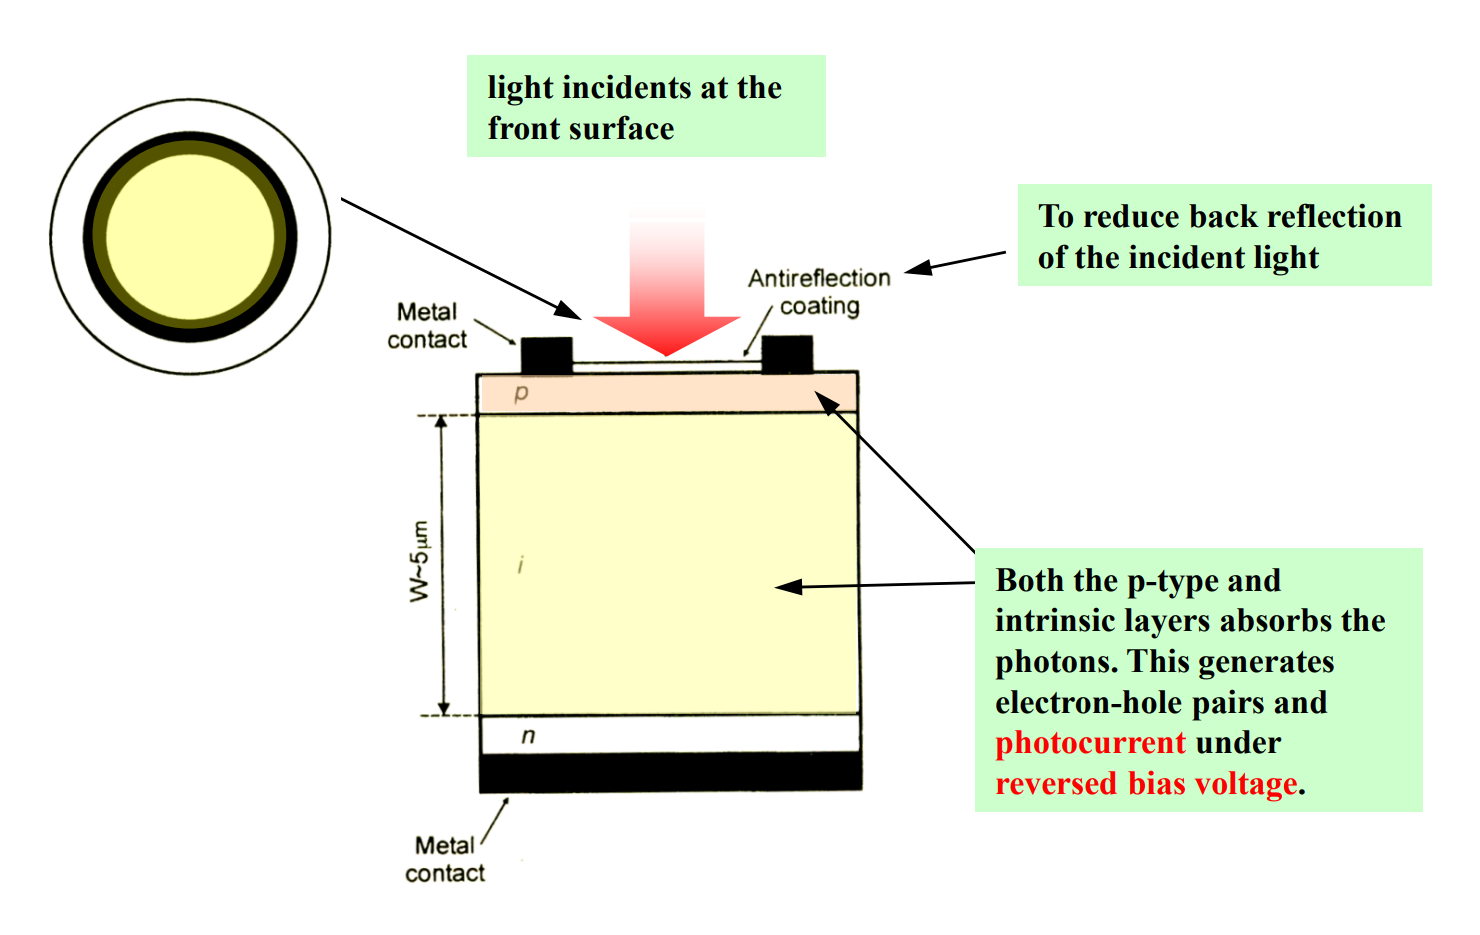 light incidents at the
front surface
To reduce back reflection
of the incident light
Antireflection
coating
Metal
contact
p
W~5μm
i
Both the p-type and
intrinsic layers absorbs the
photons. This generates
electron-hole pairs and
photocurrent under
reversed bias voltage.
n
Metal
contact